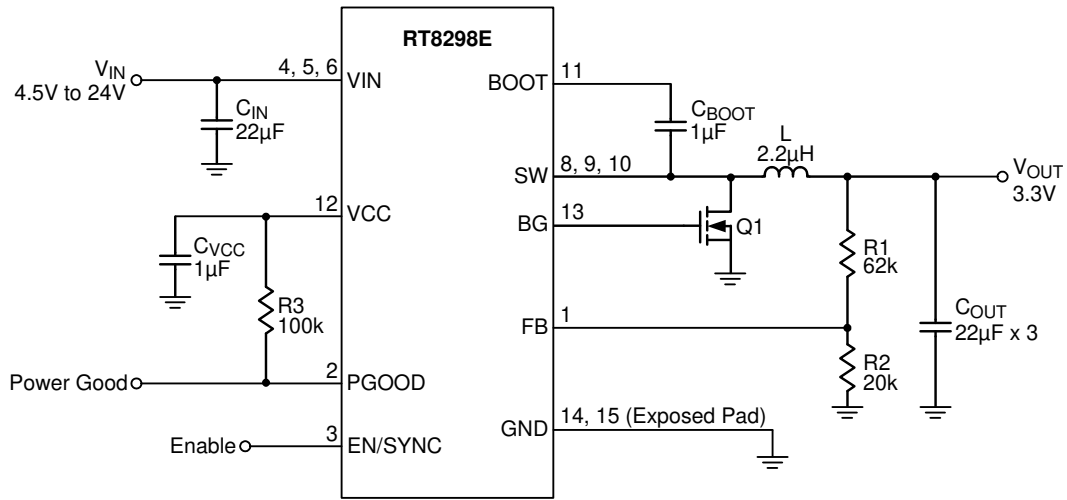 RT8298E
VIN
4.5V to 24V
4, 5, 6
VIN
CIN
22µF
BOOT
11
CBOOT
1µF
L
2.2µH
SW
8, 9, 10
VOUT
3.3V
12
VCC
BG
13
Q1
CVCC
1µF
R1
62k
R3
100k
FB
1
COUT
22µF x 3
R2
20k
Power Good
2
PGOOD
14, 15 (Exposed Pad)
GND
Enable
3
EN/SYNC